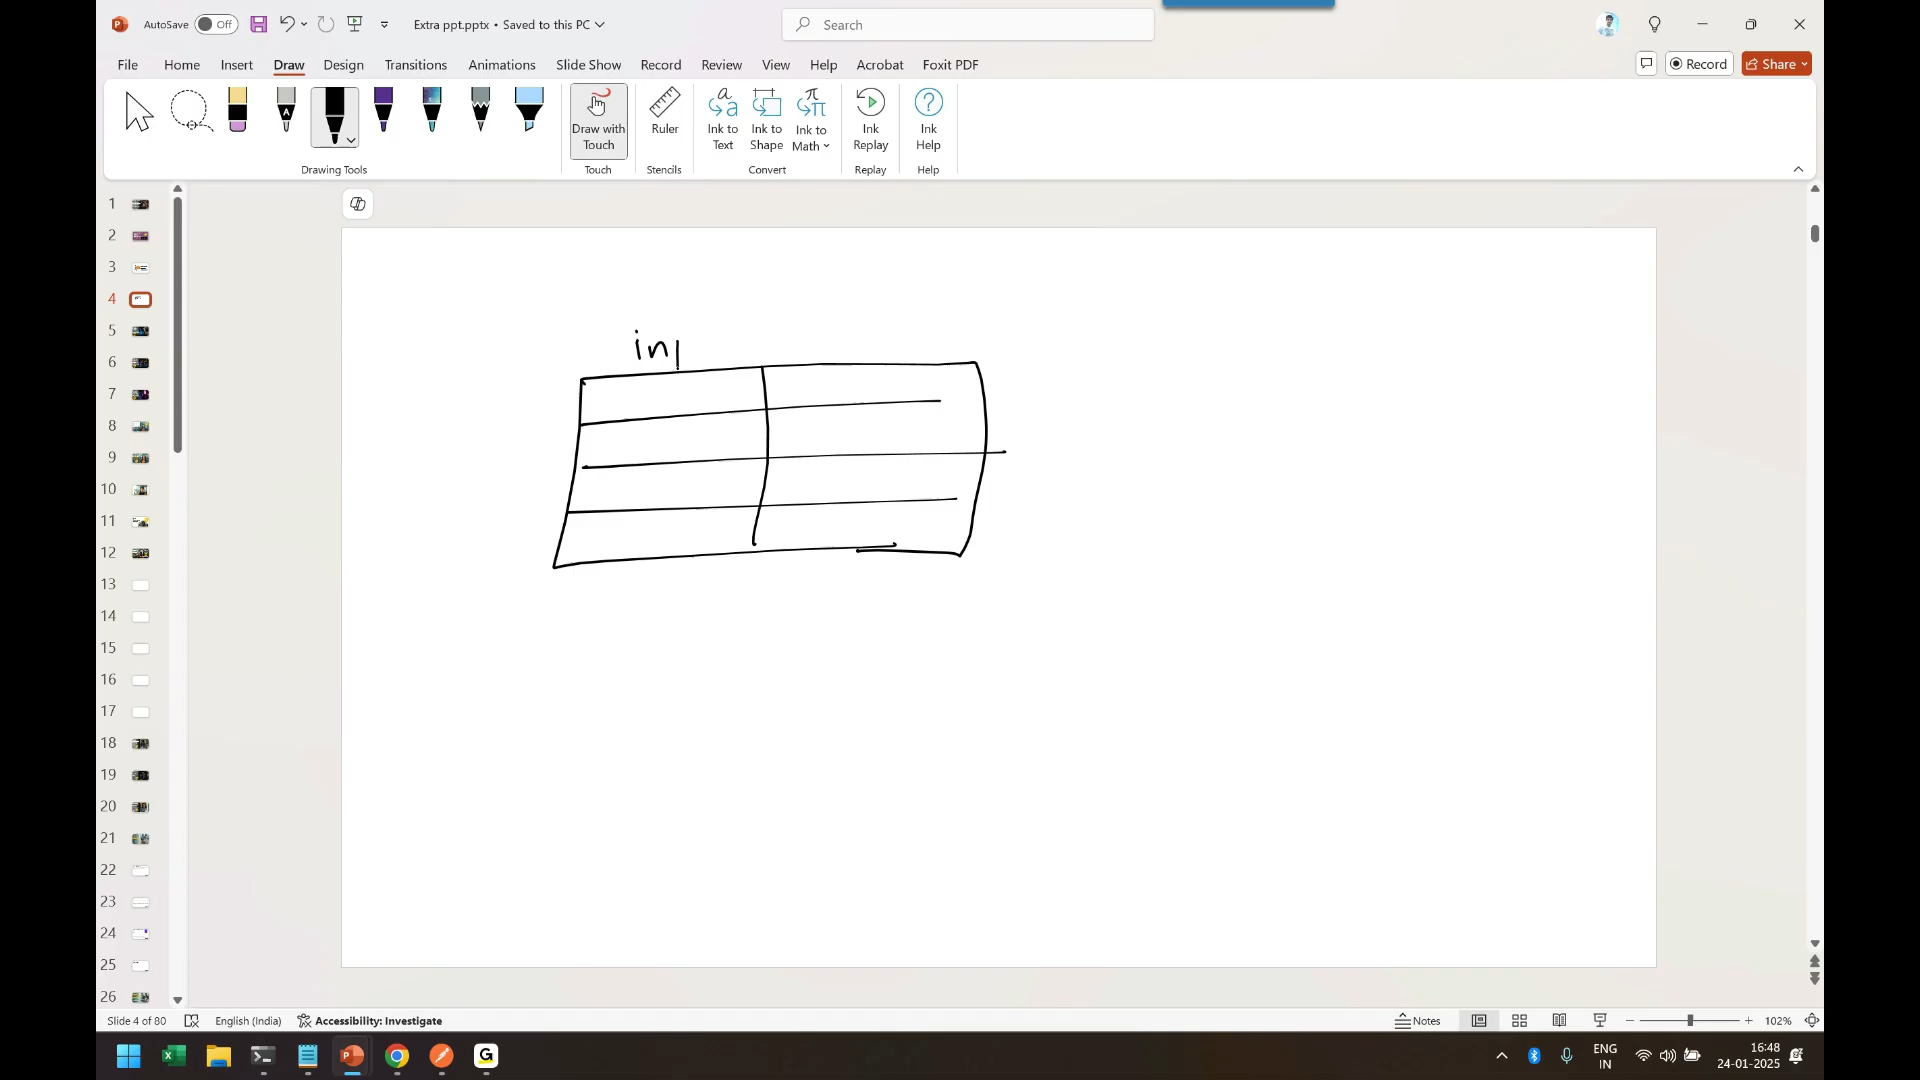 AutoSave Off Extra ppt.pptx • Saved to this PC Search
File Home Insert Draw Design Transitions Animations Slide Show Record Review View Help Acrobat Foxit PDF Record Share
Draw with Touch
Ruler
Ink to Text
Ink to Shape
Ink to Math
Ink Replay
Ink Help
Drawing Tools Touch Stencils Convert Replay Help
1
2
3
4
5
6
7
8
9
10
11
12
13
14
15
16
17
18
19
20
21
22
23
24
25
26
inp
Slide 4 of 80 English (India) Accessibility: Investigate Notes 102%
ENG IN 16:48 24-01-2025